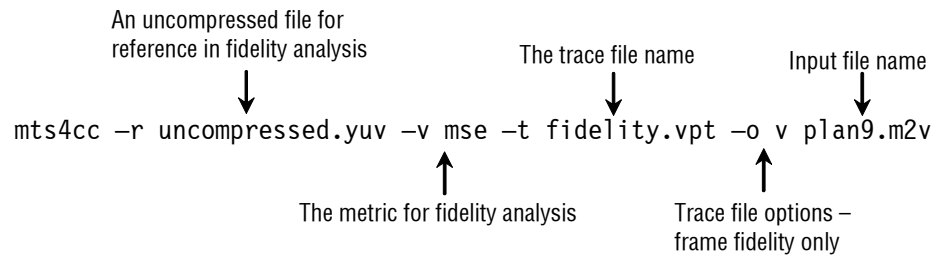 An uncompressed file for
reference in fidelity analysis
The trace file name
Input file name
mts4cc –r uncompressed.yuv –v mse –t fidelity.vpt –o v plan9.m2v
The metric for fidelity analysis
Trace file options –
frame fidelity only